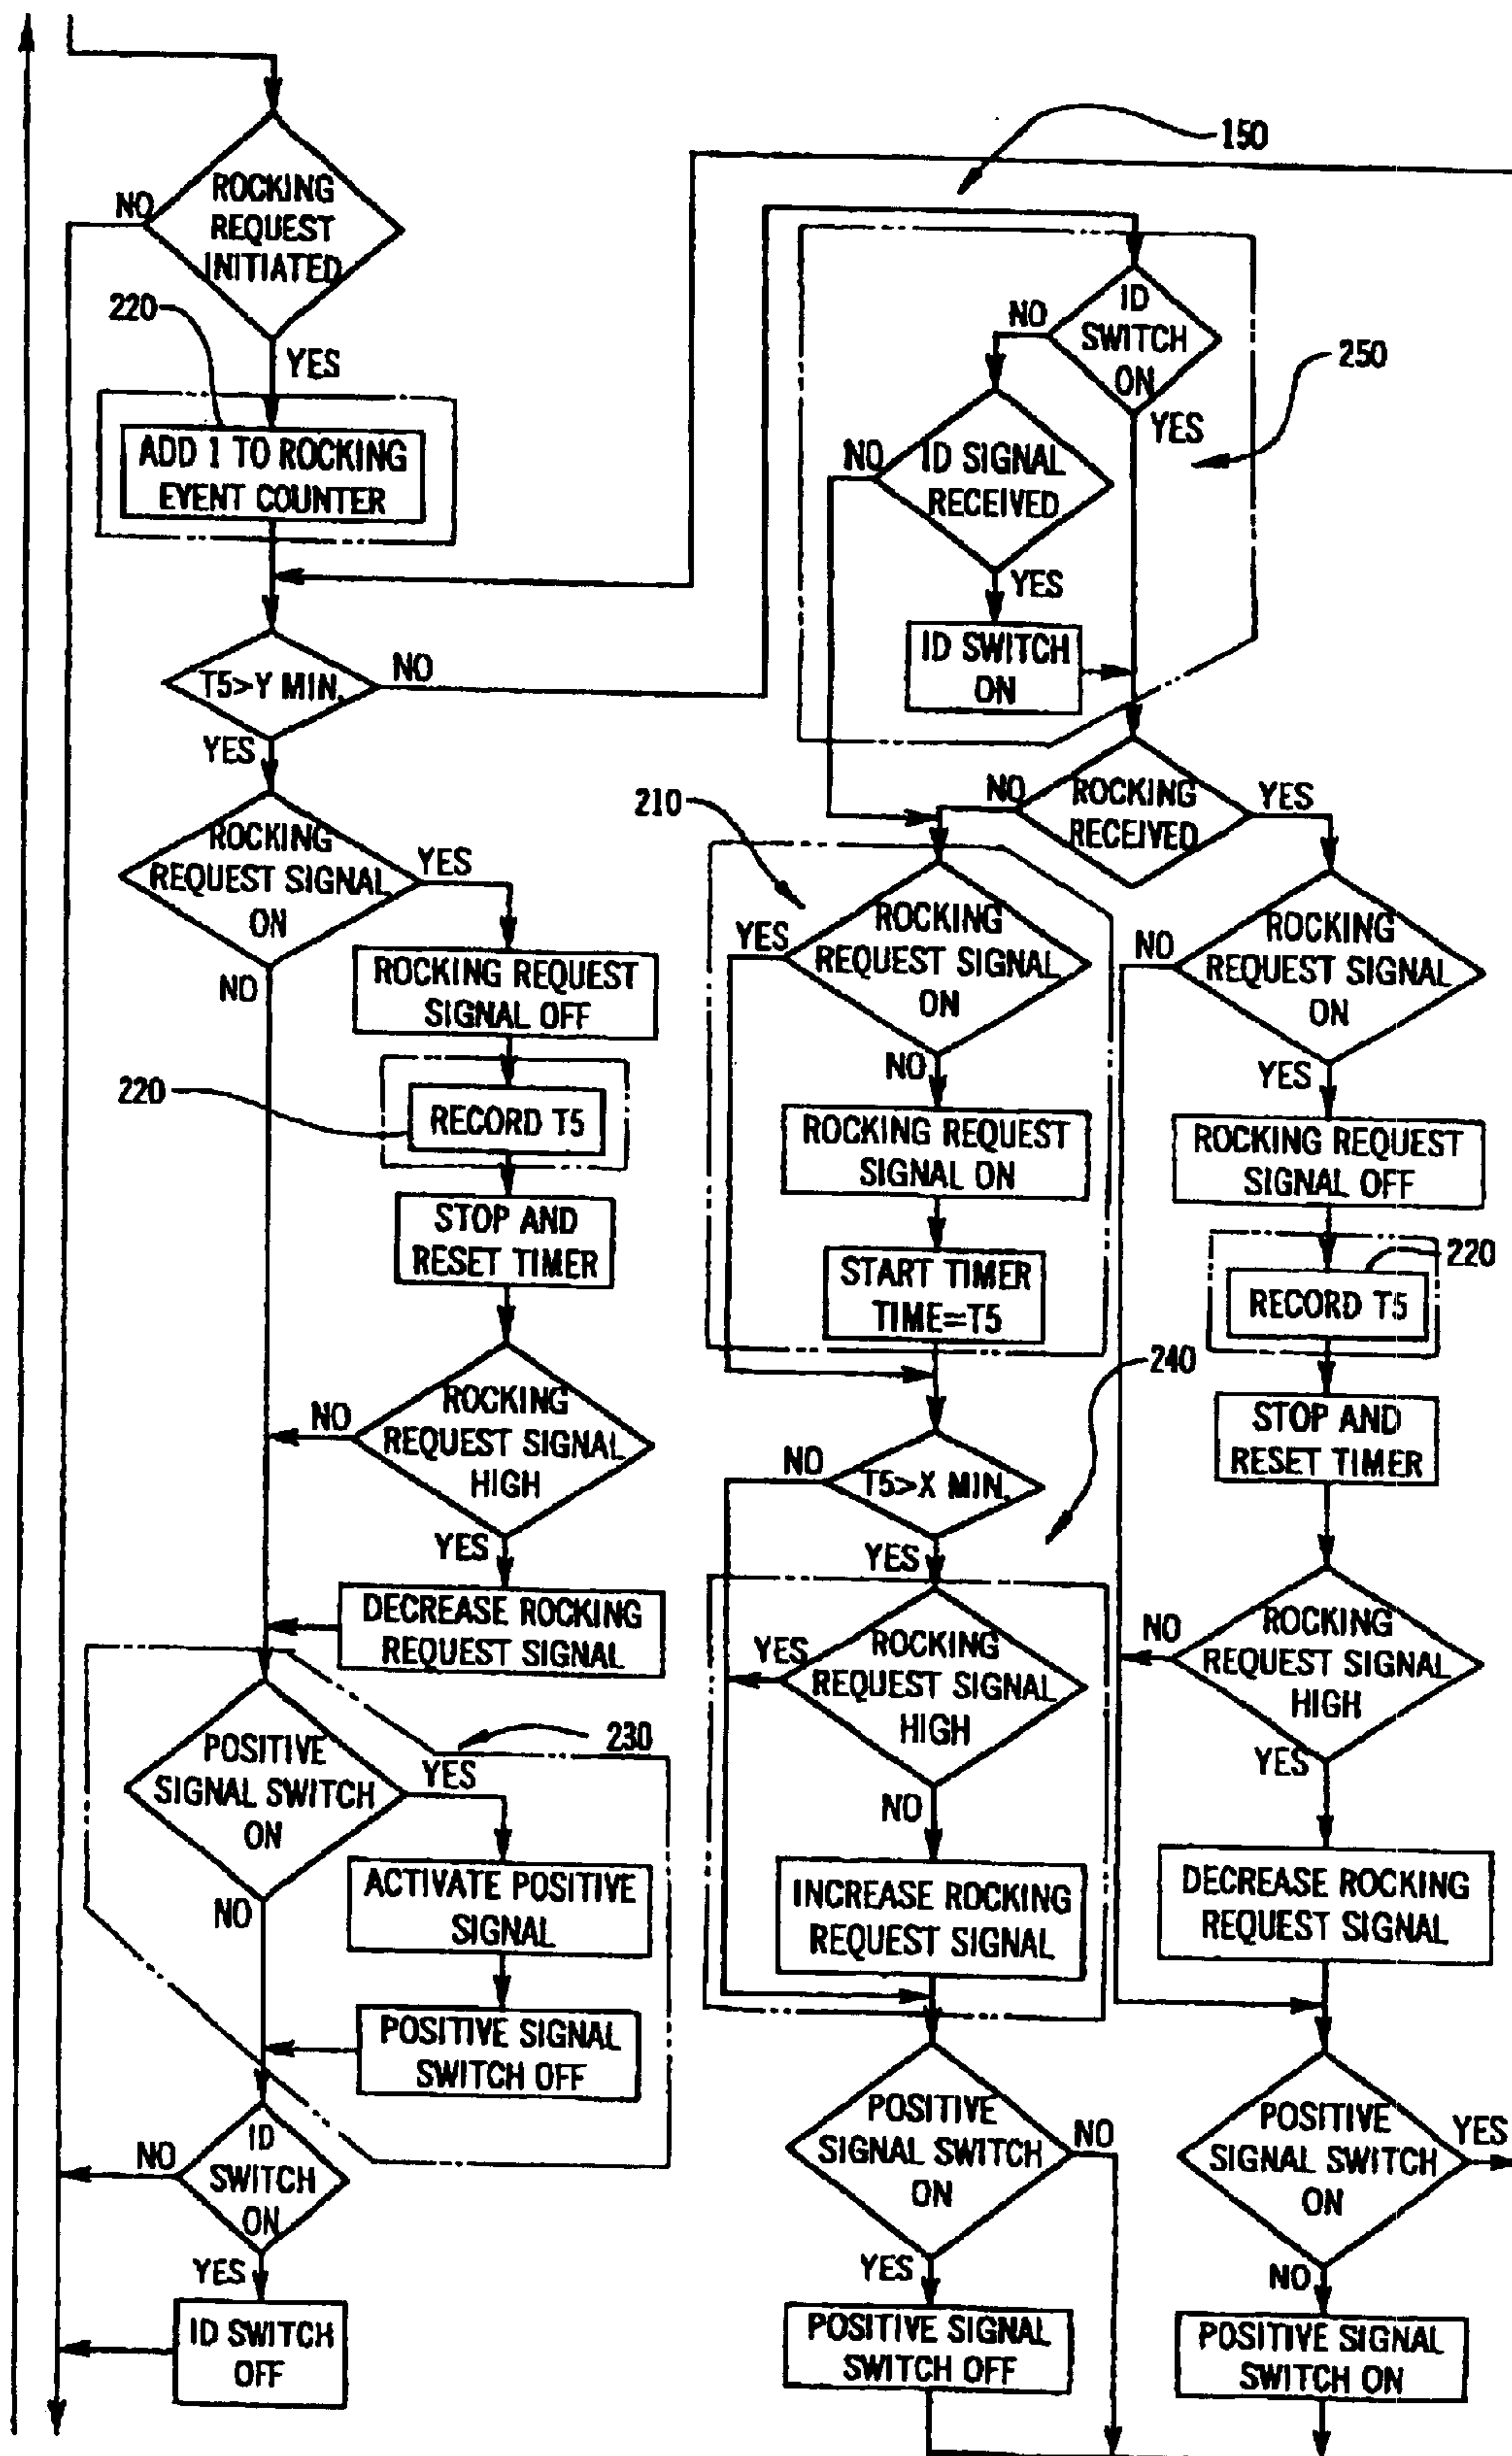 NO
ROCKING
REQUEST
INITIATED
220
YES
ADD 1 TO ROCKING
EVENT COUNTER
T5>Y MIN.
NO
YES
ROCKING
REQUEST SIGNAL
ON
YES
NO
ROCKING REQUEST
SIGNAL OFF
220
RECORD T5
STOP AND
RESET TIMER
NO
ROCKING
REQUEST SIGNAL
HIGH
YES
DECREASE ROCKING
REQUEST SIGNAL
230
POSITIVE
SIGNAL SWITCH
ON
YES
NO
ACTIVATE POSITIVE
SIGNAL
POSITIVE SIGNAL
SWITCH OFF
NO
ID
SWITCH
ON
YES
ID SWITCH
OFF
150
NO
ID
SWITCH
ON
250
YES
NO
ID SIGNAL
RECEIVED
YES
ID SWITCH
ON
210
NO
ROCKING
RECEIVED
YES
YES
ROCKING
REQUEST SIGNAL
ON
NO
ROCKING REQUEST
SIGNAL ON
START TIMER
TIME=T5
240
NO
T5>X MIN.
YES
YES
ROCKING
REQUEST SIGNAL
HIGH
NO
INCREASE ROCKING
REQUEST SIGNAL
POSITIVE
SIGNAL SWITCH
ON
NO
YES
POSITIVE SIGNAL
SWITCH OFF
NO
ROCKING
REQUEST SIGNAL
ON
YES
ROCKING REQUEST
SIGNAL OFF
220
RECORD T5
STOP AND
RESET TIMER
NO
ROCKING
REQUEST SIGNAL
HIGH
YES
DECREASE ROCKING
REQUEST SIGNAL
POSITIVE
SIGNAL SWITCH
ON
YES
NO
POSITIVE SIGNAL
SWITCH ON